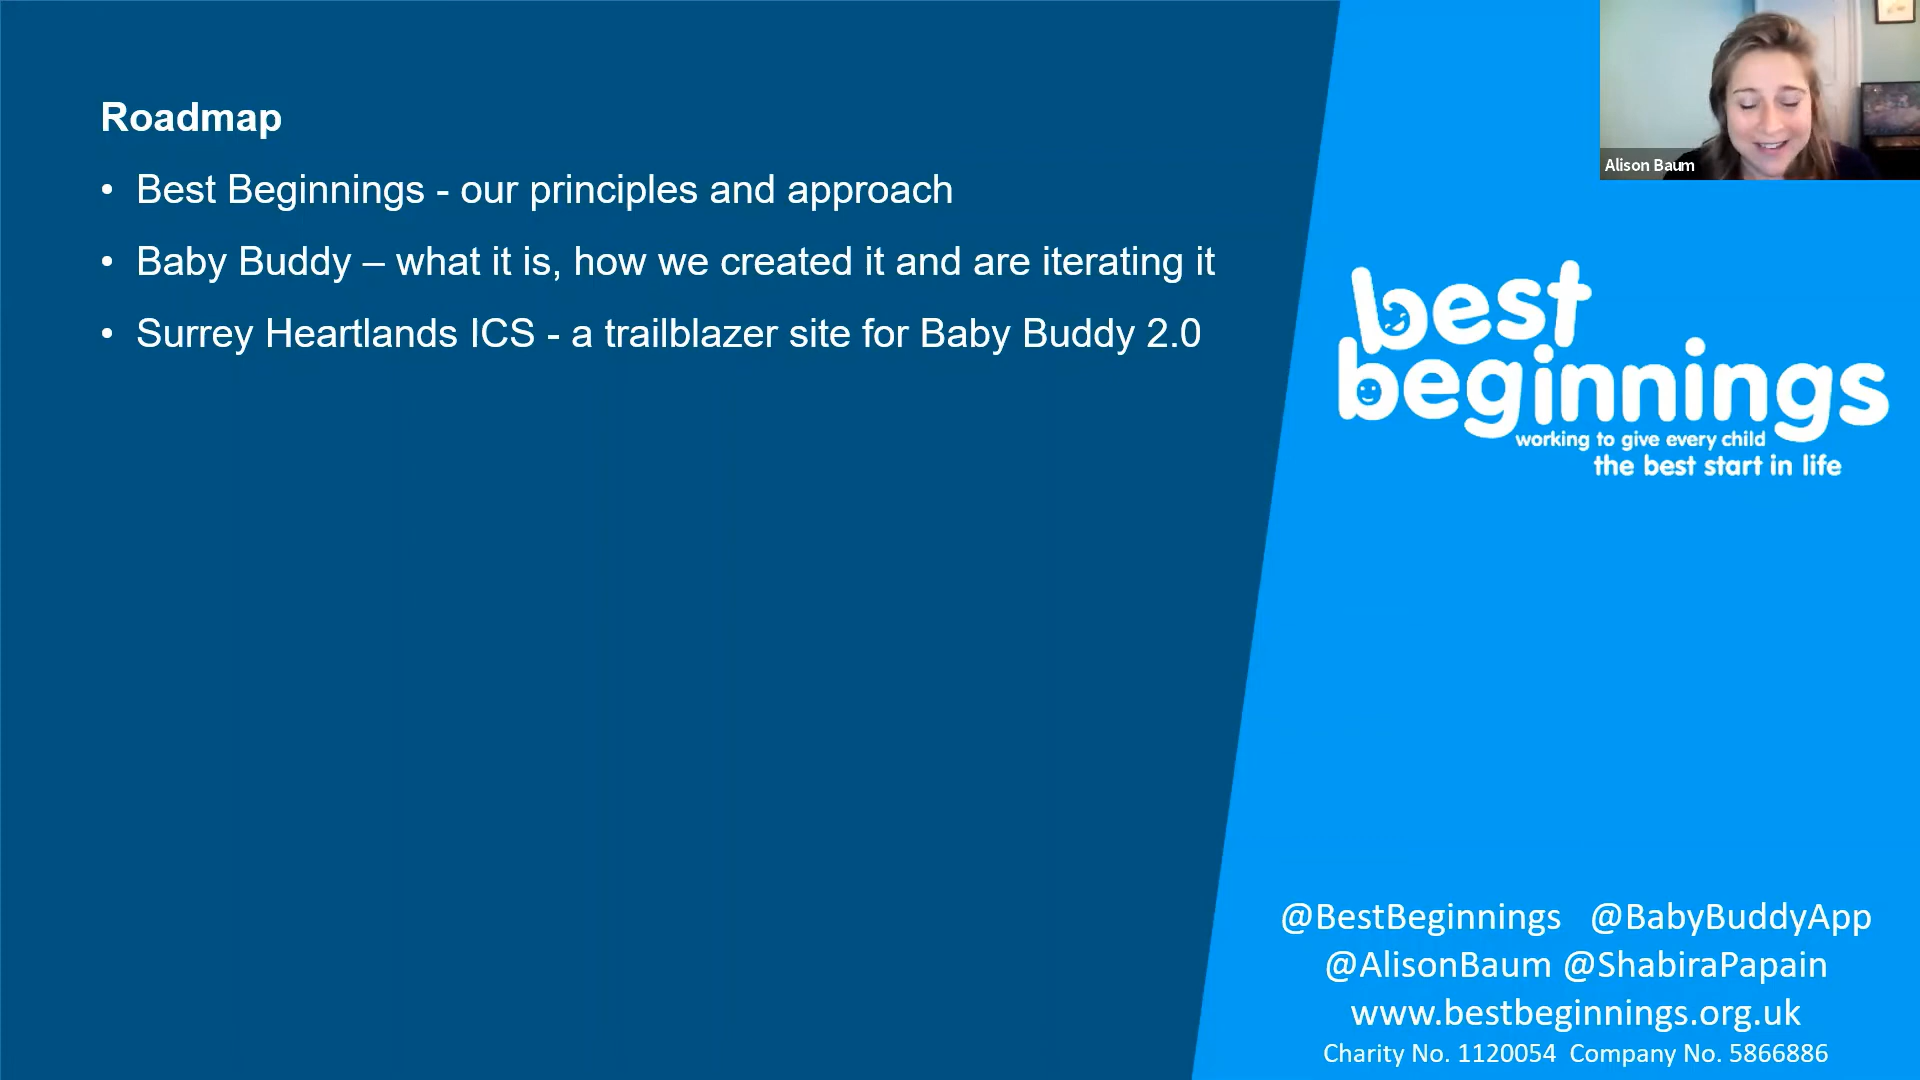 Roadmap
• Best Beginnings - our principles and approach
• Baby Buddy – what it is, how we created it and are iterating it
• Surrey Heartlands ICS - a trailblazer site for Baby Buddy 2.0
Alison Baum
best
beginnings
working to give every child
the best start in life
@BestBeginnings @BabyBuddyApp
@AlisonBaum @ShabiraPapain
www.bestbeginnings.org.uk
Charity No. 1120054 Company No. 5866886